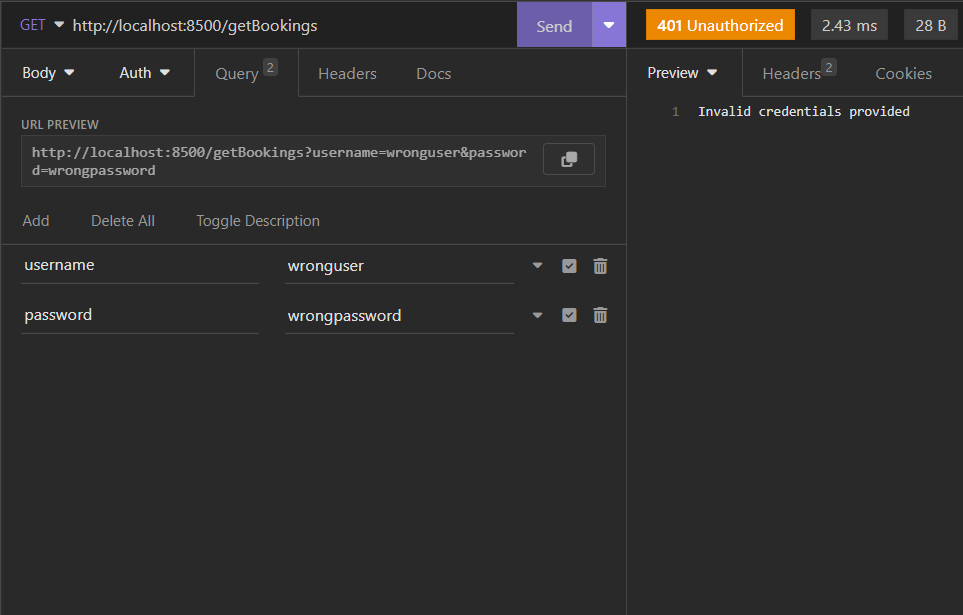 GET http://localhost:8500/getBookings Send 401 Unauthorized 2.43 ms 28 B
Body Auth Query 2 Headers Docs Preview Headers 2 Cookies
1 Invalid credentials provided
URL PREVIEW
http://localhost:8500/getBookings?username=wronguser&passwor
d=wrongpassword
Add Delete All Toggle Description
username wronguser
password wrongpassword